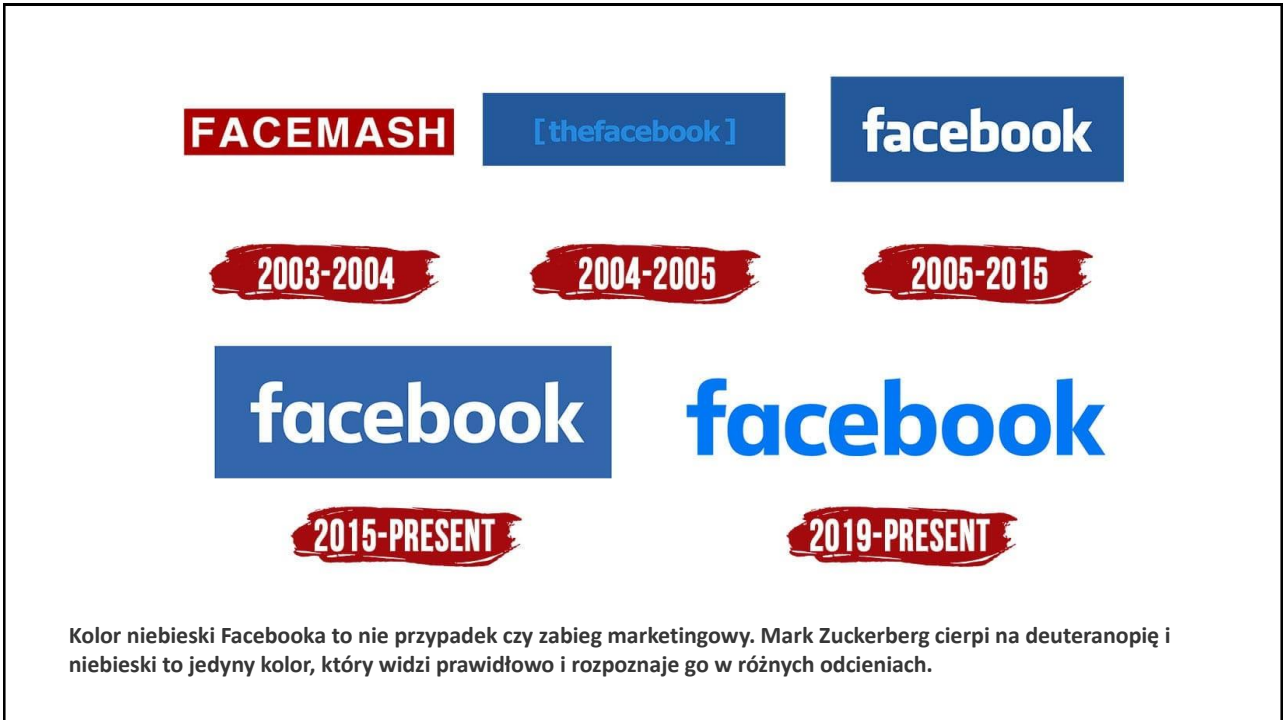 FACEMASH
[thefacebook]
facebook
2003-2004
2004-2005
2005-2015
facebook
facebook
2015-PRESENT
2019-PRESENT
Kolor niebieski Facebooka to nie przypadek czy zabieg marketingowy. Mark Zuckerberg cierpi na deuteranopię i
niebieski to jedyny kolor, który widzi prawidłowo i rozpoznaje go w różnych odcieniach.